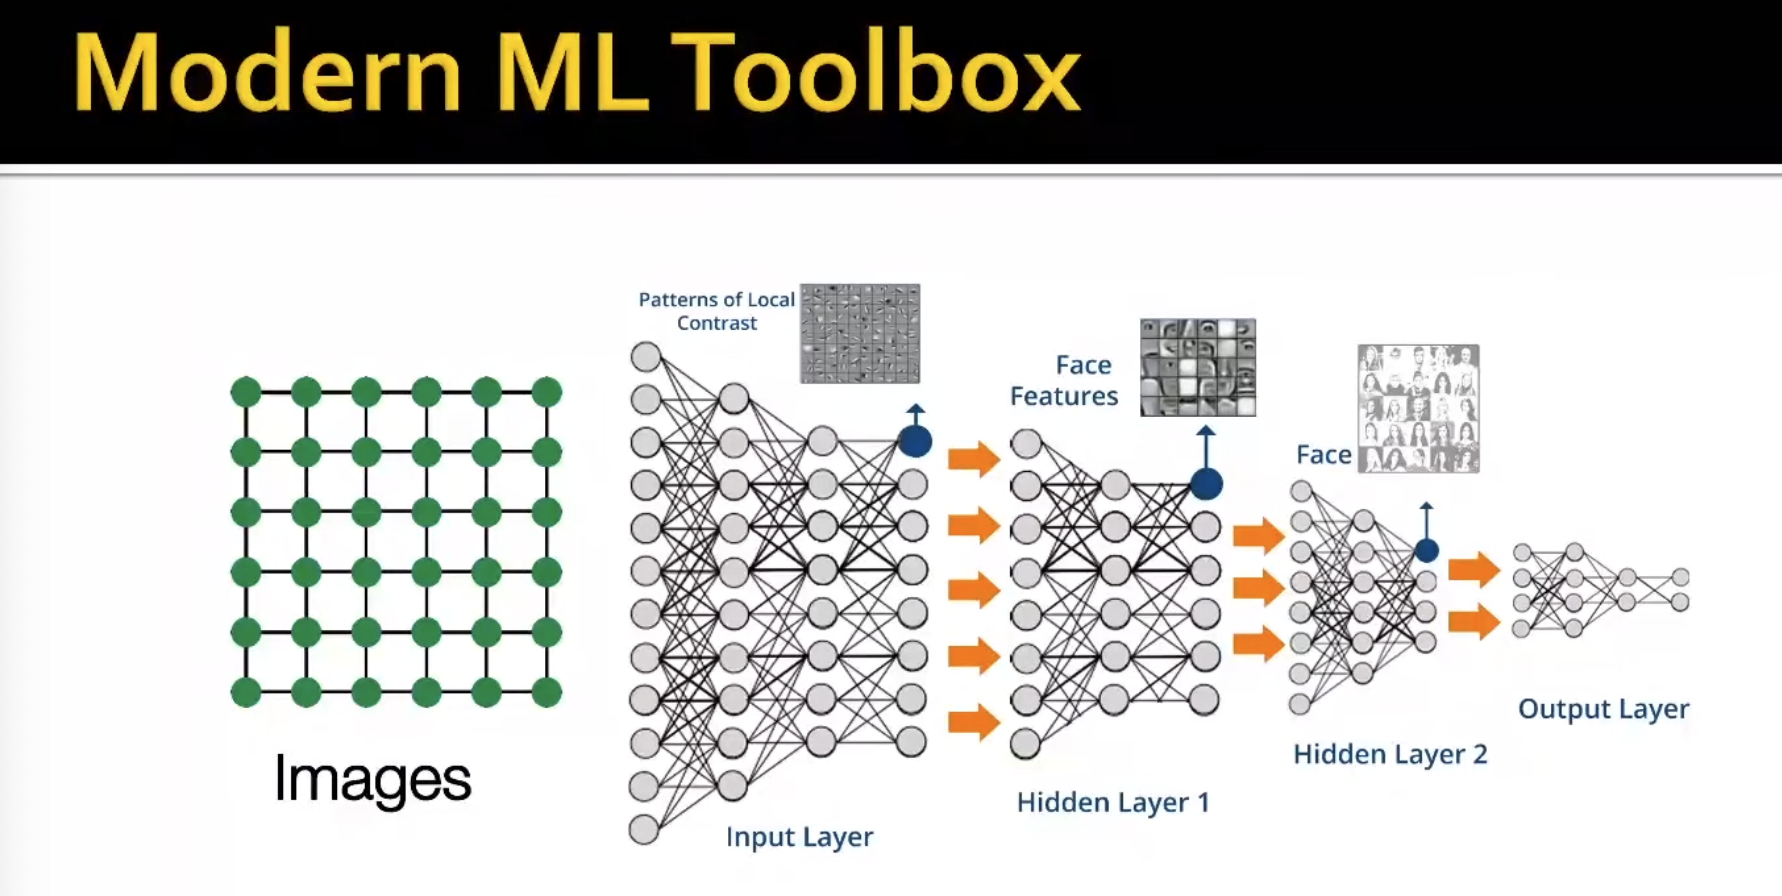 Modern ML Toolbox
Patterns of Local
Contrast
Face
Features
Face
Images
Input Layer
Hidden Layer 1
Hidden Layer 2
Output Layer